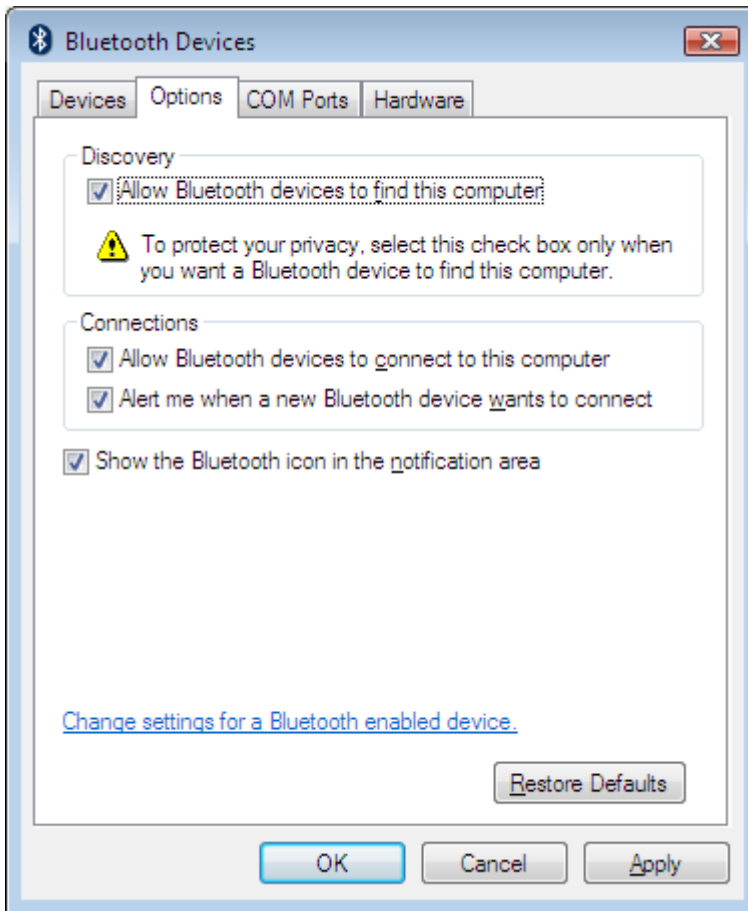 Bluetooth Devices
Devices
Options
COM Ports
Hardware
Discovery
Allow Bluetooth devices to find this computer
To protect your privacy, select this check box only when
you want a Bluetooth device to find this computer.
Connections
Allow Bluetooth devices to connect to this computer
Alert me when a new Bluetooth device wants to connect
Show the Bluetooth icon in the notification area
Change settings for a Bluetooth enabled device.
Restore Defaults
OK
Cancel
Apply